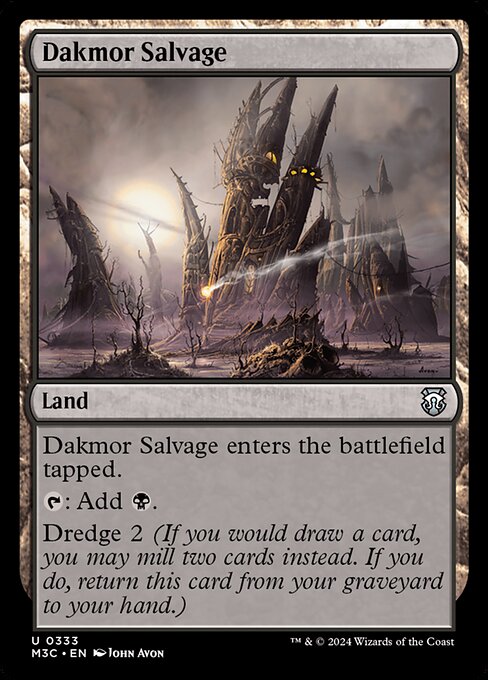 Dakmor Salvage
Avon
Land
Dakmor Salvage enters the battlefield
tapped.
: Add .
Dredge 2 (If you would draw a card,
you may mill two cards instead. If you
do, return this card from your graveyard
to your hand.)
U 0333
M3C • EN John Avon
™ & © 2024 Wizards of the Coast